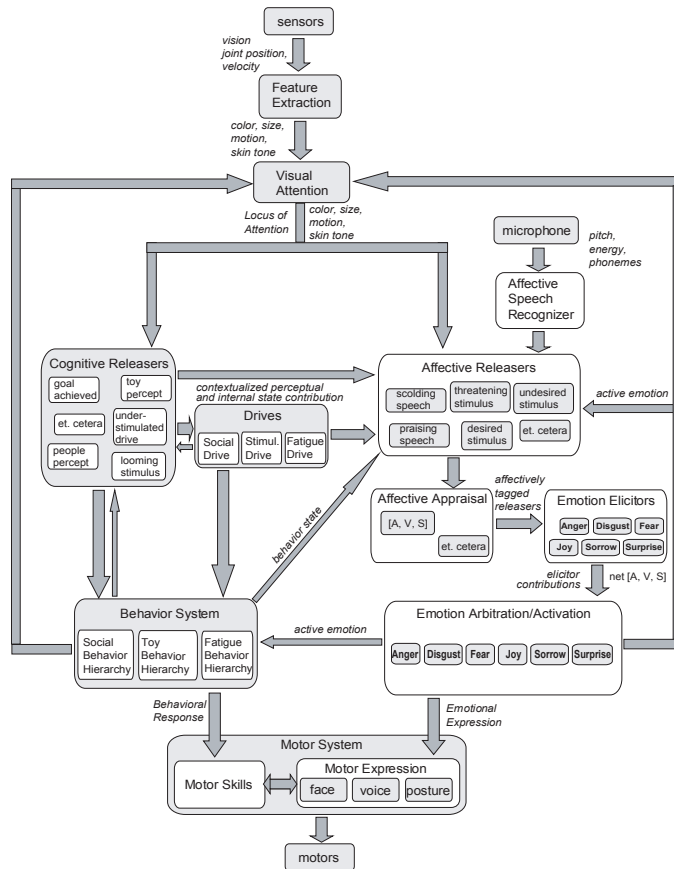 sensors
vision
joint position,
velocity
Feature
Extraction
color, size,
motion,
skin tone
Visual
Attention
Locus of
Attention
color, size,
motion,
skin tone
microphone
pitch,
energy,
phonemes
Affective
Speech
Recognizer
Cognitive Releasers
goal
achieved
toy
percept
et. cetera
under-
stimulated
drive
people
percept
looming
stimulus
contextualized perceptual
and internal state contribution
Drives
Social
Drive
Stimul.
Drive
Fatigue
Drive
Affective Releasers
scolding
speech
threatening
stimulus
undesired
stimulus
praising
speech
desired
stimulus
et. cetera
active emotion
Affective Appraisal
[A, V, S]
et. cetera
affectively
tagged
releasers
Emotion Elicitors
Anger
Disgust
Fear
Joy
Sorrow
Surprise
behavior state
elicitor
contributions
net [A, V, S]
Behavior System
Social
Behavior
Hierarchy
Toy
Behavior
Hierarchy
Fatigue
Behavior
Hierarchy
active emotion
Emotion Arbitration/Activation
Anger
Disgust
Fear
Joy
Sorrow
Surprise
Behavioral
Response
Emotional
Expression
Motor System
Motor Skills
Motor Expression
face
voice
posture
motors